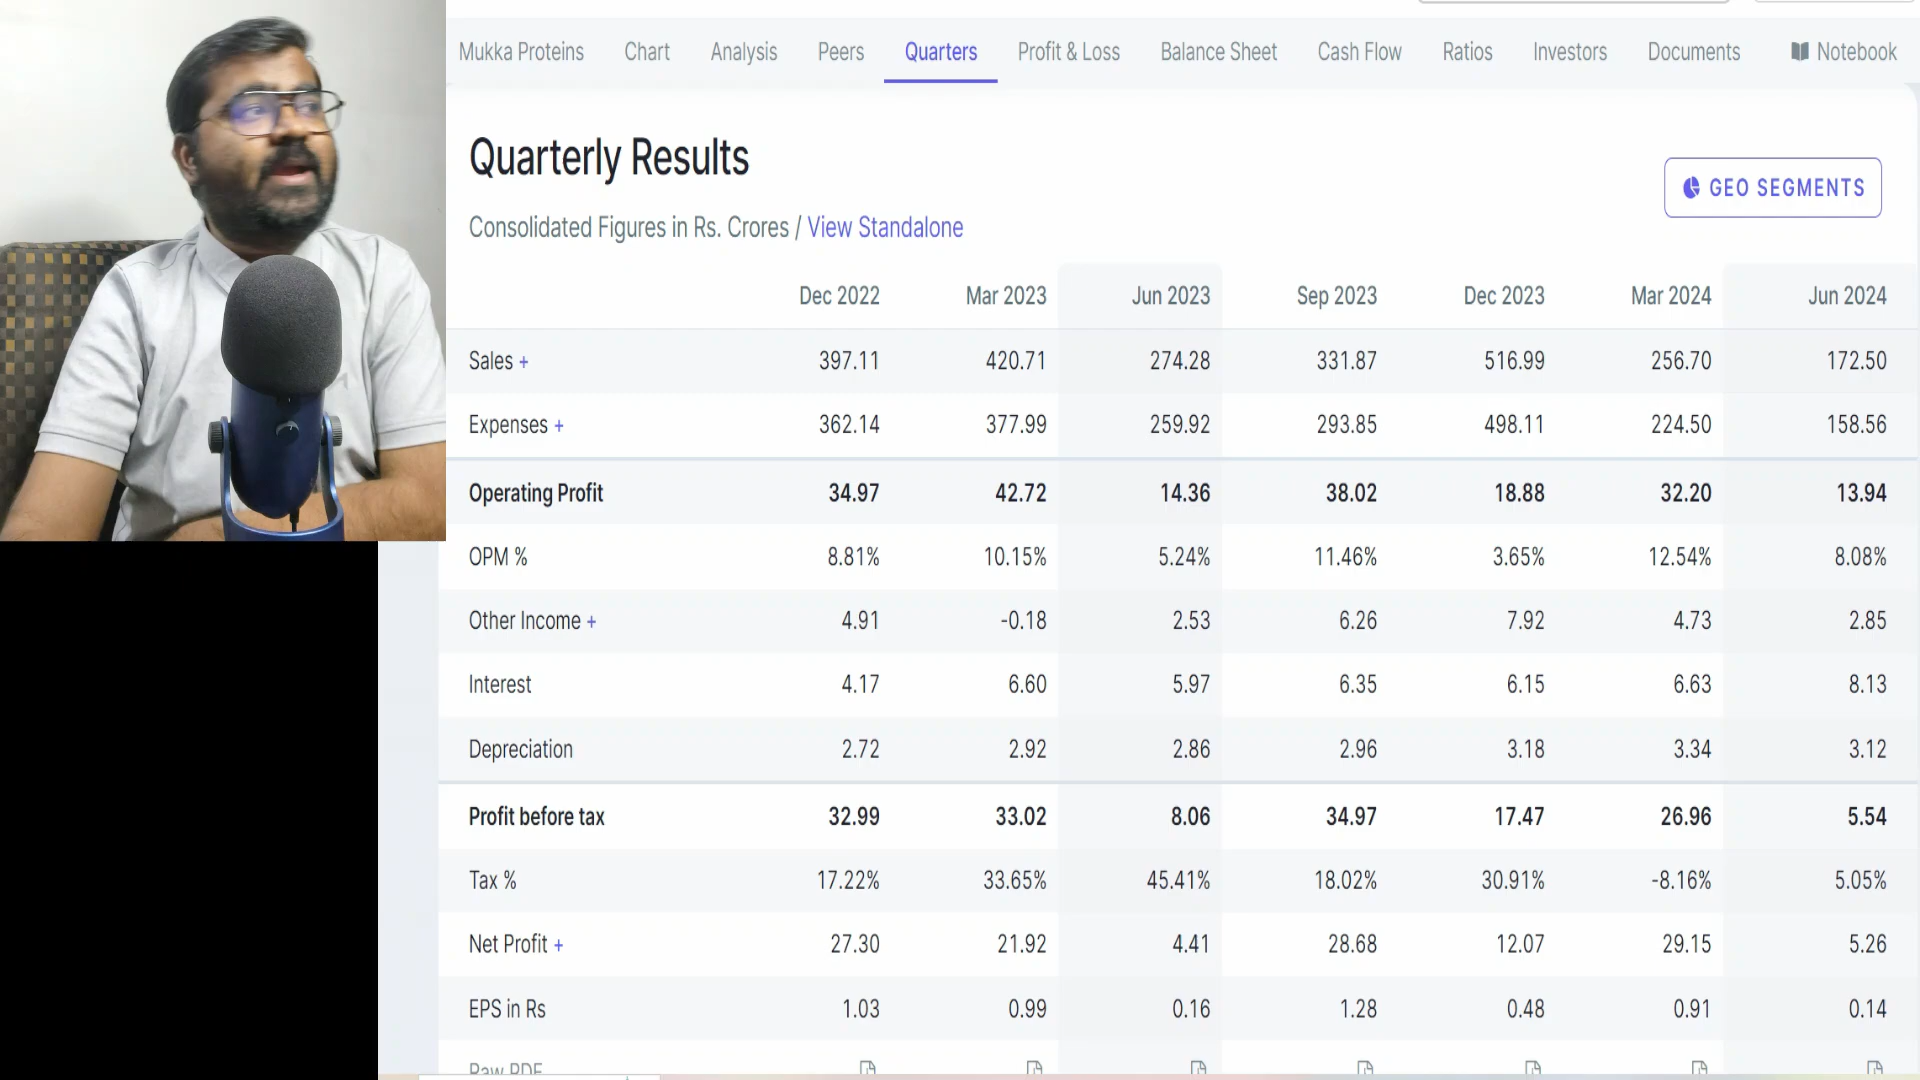 Mukka Proteins Chart Analysis Peers Quarters Profit & Loss Balance Sheet Cash Flow Ratios Investors Documents Notebook
Quarterly Results
GEO SEGMENTS
Consolidated Figures in Rs. Crores / View Standalone
Dec 2022 Mar 2023 Jun 2023 Sep 2023 Dec 2023 Mar 2024 Jun 2024
Sales + 397.11 420.71 274.28 331.87 516.99 256.70 172.50
Expenses + 362.14 377.99 259.92 293.85 498.11 224.50 158.56
Operating Profit 34.97 42.72 14.36 38.02 18.88 32.20 13.94
OPM % 8.81% 10.15% 5.24% 11.46% 3.65% 12.54% 8.08%
Other Income + 4.91 -0.18 2.53 6.26 7.92 4.73 2.85
Interest 4.17 6.60 5.97 6.35 6.15 6.63 8.13
Depreciation 2.72 2.92 2.86 2.96 3.18 3.34 3.12
Profit before tax 32.99 33.02 8.06 34.97 17.47 26.96 5.54
Tax % 17.22% 33.65% 45.41% 18.02% 30.91% -8.16% 5.05%
Net Profit + 27.30 21.92 4.41 28.68 12.07 29.15 5.26
EPS in Rs 1.03 0.99 0.16 1.28 0.48 0.91 0.14
Raw PDF